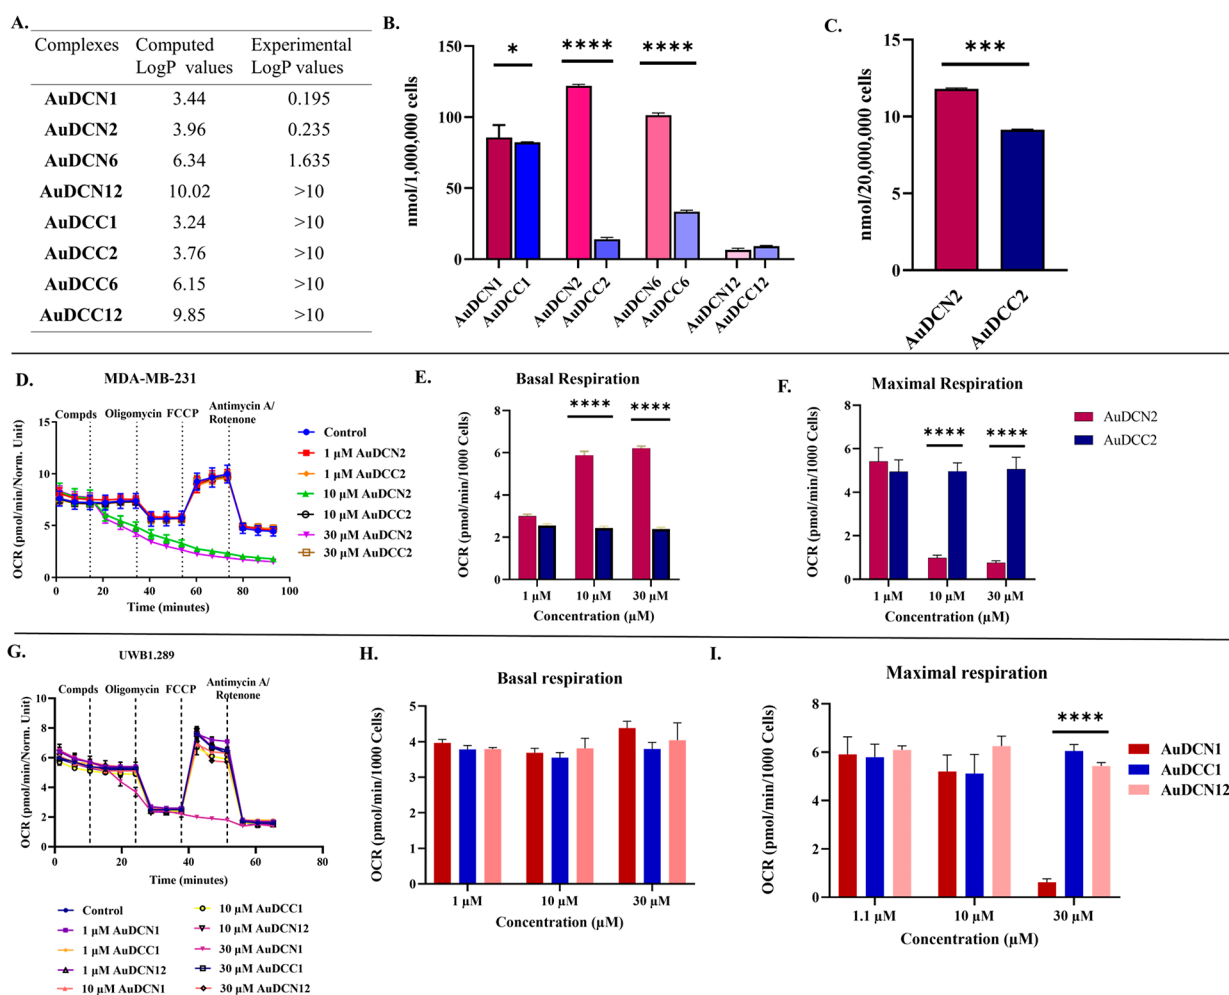 A.
Complexes Computed Experimental
LogP values LogP values
AuDCN1 3.44 0.195
AuDCN2 3.96 0.235
AuDCN6 6.34 1.635
AuDCN12 10.02 >10
AuDCC1 3.24 >10
AuDCC2 3.76 >10
AuDCC6 6.15 >10
AuDCC12 9.85 >10
B.
nmol/1,000,000 cells
150
100
50
0
* **** ****
AuDCN1 AuDCC1 AuDCN2 AuDCC2 AuDCN6 AuDCC6 AuDCN12 AuDCC12
C.
nmol/20,000,000 cells
15
10
5
0
***
AuDCN2 AuDCC2
D.
MDA-MB-231
Compds Oligomycin FCCP Antimycin A/
Rotenone
OCR (pmol/min/Norm. Unit)
15
10
5
0
0 20 40 60 80 100
Time (minutes)
Control
1 µM AuDCN2
1 µM AuDCC2
10 µM AuDCN2
10 µM AuDCC2
30 µM AuDCN2
30 µM AuDCC2
E.
Basal Respiration
OCR (pmol/min/1000 Cells)
8
6
4
2
0
**** ****
1 µM 10 µM 30 µM
Concentration (µM)
F.
Maximal Respiration
OCR (pmol/min/1000 Cells)
8
6
4
2
0
**** ****
1 µM 10 µM 30 µM
Concentration (µM)
AuDCN2
AuDCC2
G.
UWB1.289
Compds Oligomycin FCCP Antimycin A/
Rotenone
OCR (pmol/min/Norm. Unit)
10
8
6
4
2
0
0 20 40 60 80
Time (minutes)
Control
1 µM AuDCN1
1 µM AuDCC1
1 µM AuDCN12
10 µM AuDCN1
10 µM AuDCC1
10 µM AuDCN12
30 µM AuDCN1
30 µM AuDCC1
30 µM AuDCN12
H.
Basal respiration
OCR (pmol/min/1000 Cells)
5
4
3
2
1
0
1 µM 10 µM 30 µM
Concentration (µM)
I.
Maximal respiration
OCR (pmol/min/1000 Cells)
8
6
4
2
0
****
1.1 µM 10 µM 30 µM
Concentration (µM)
AuDCN1
AuDCC1
AuDCN12